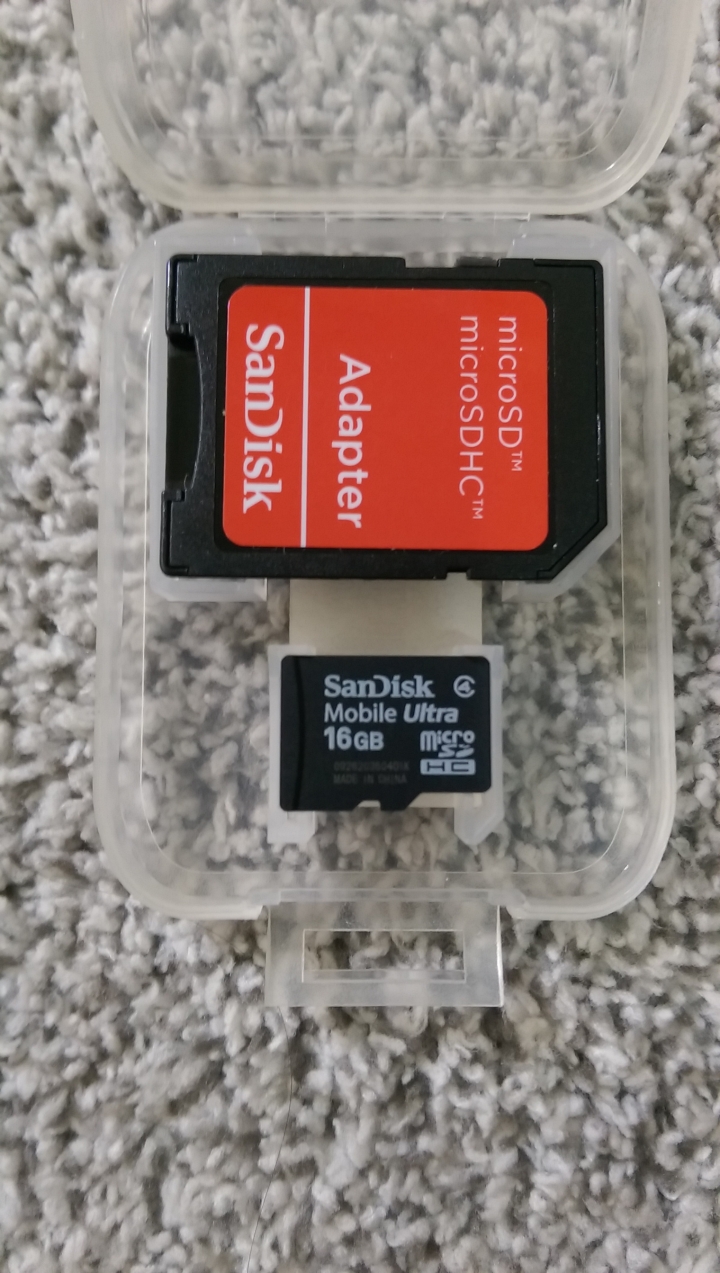 microSD™
microSDHC™
Adapter
SanDisk
SanDisk
Mobile Ultra
16GB
micro
SD
HC
4
MADE IN CHINA